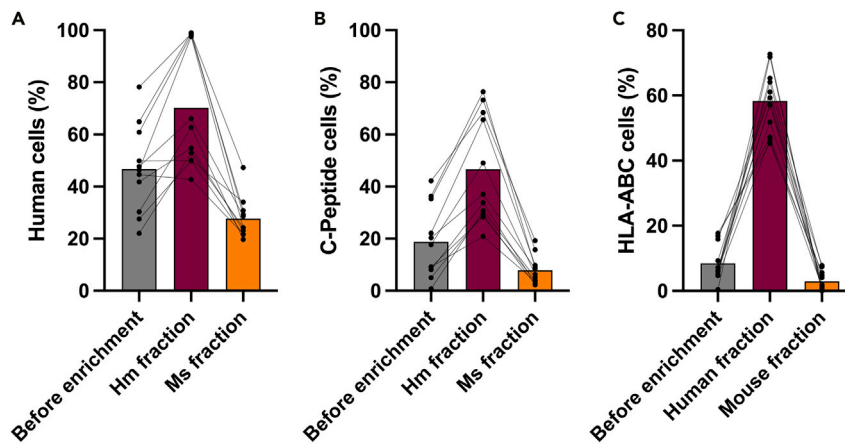 A
Human cells (%)
100
80
60
40
20
0
Before enrichment
Hm fraction
Ms fraction
B
C-Peptide cells (%)
100
80
60
40
20
0
Before enrichment
Hm fraction
Ms fraction
C
HLA-ABC cells (%)
80
60
40
20
0
Before enrichment
Human fraction
Mouse fraction